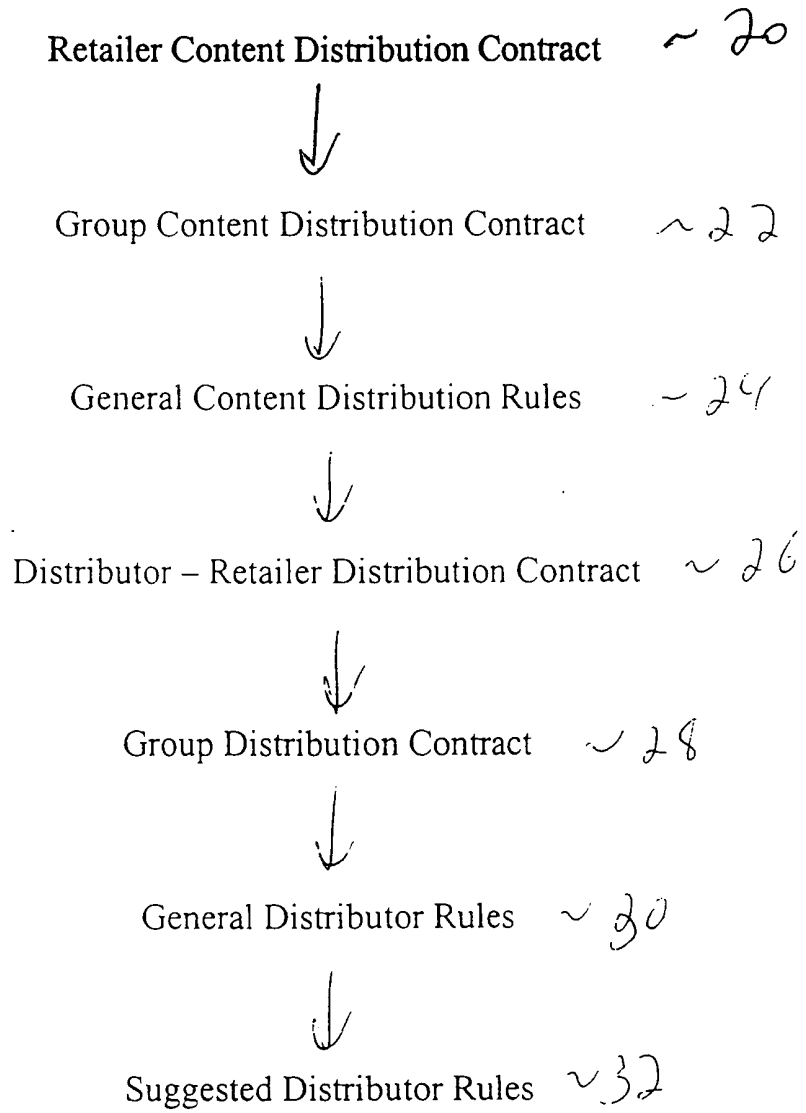 Retailer Content Distribution Contract ~ 20
Group Content Distribution Contract ~ 22
General Content Distribution Rules ~ 24
Distributor – Retailer Distribution Contract ~ 26
Group Distribution Contract ~ 28
General Distributor Rules ~ 30
Suggested Distributor Rules ~ 32